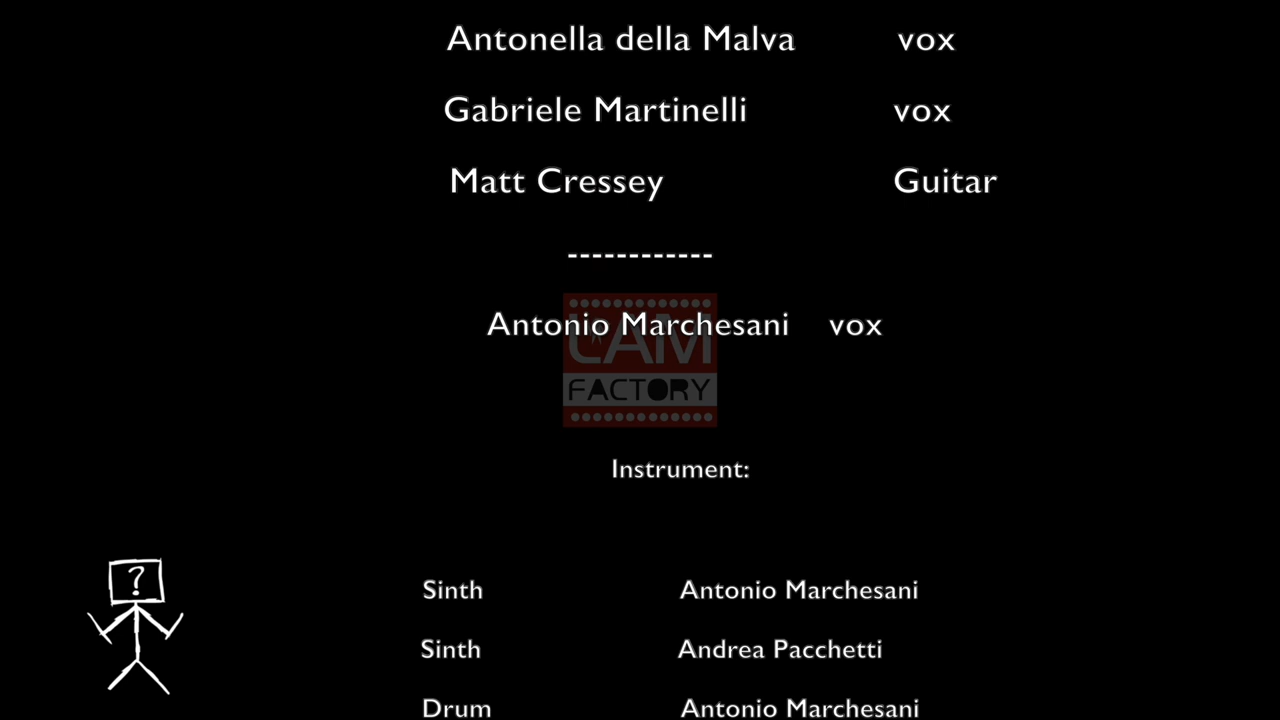 Antonella della Malva vox
Gabriele Martinelli vox
Matt Cressey Guitar
------------
Antonio Marchesani vox
L'AM
FACTORY
Instrument:
?
Sinth Antonio Marchesani
Sinth Andrea Pacchetti
Drum Antonio Marchesani